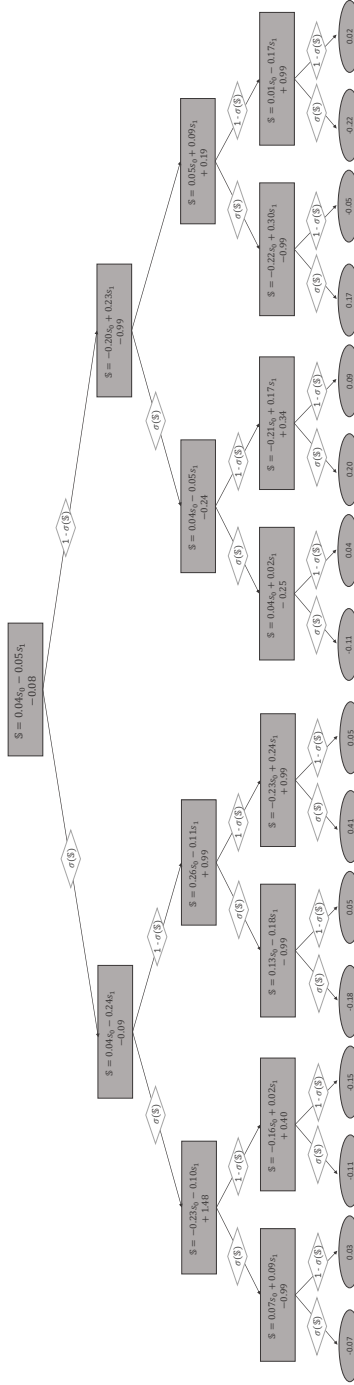 𝕊 = 0.04s₀ − 0.05s₁
−0.08
σ(𝕊)
1 - σ(𝕊)
𝕊 = 0.04s₀ − 0.24s₁
−0.09
𝕊 = −0.20s₀ + 0.23s₁
−0.99
σ(𝕊)
1 - σ(𝕊)
σ(𝕊)
𝕊 = −0.23s₀ − 0.10s₁
+ 1.48
𝕊 = 0.26s₀ − 0.11s₁
+ 0.99
𝕊 = 0.04s₀ − 0.05s₁
−0.24
𝕊 = 0.05s₀ + 0.09s₁
+ 0.19
σ(𝕊)
1 - σ(𝕊)
σ(𝕊)
1-σ(𝕊)
σ(𝕊)
1-σ(𝕊)
σ(𝕊)
1 - σ(𝕊)
𝕊 = 0.07s₀ + 0.09s₁
−0.99
𝕊 = −0.16s₀ + 0.02s₁
+ 0.40
𝕊 = 0.13s₀ − 0.18s₁
− 0.99
𝕊 = −0.23s₀ + 0.24s₁
+ 0.99
𝕊 = 0.04s₀ + 0.02s₁
− 0.25
𝕊 = −0.21s₀ + 0.17s₁
+ 0.34
𝕊 = −0.22s₀ + 0.30s₁
−0.99
𝕊 = 0.01s₀ − 0.17s₁
+ 0.99
σ(𝕊)
1 - σ(𝕊)
σ(𝕊)
1 - σ(𝕊)
σ(𝕊)
1 - σ(𝕊)
σ(𝕊)
1 - σ(𝕊)
σ(𝕊)
1 - σ(𝕊)
σ(𝕊)
1 - σ(𝕊)
σ(𝕊)
1 - σ(𝕊)
σ(𝕊)
1 - σ(𝕊)
-0.07
0.03
-0.11
-0.15
-0.18
0.05
0.41
0.05
-0.11
0.04
0.20
0.09
0.17
-0.05
-0.22
0.02